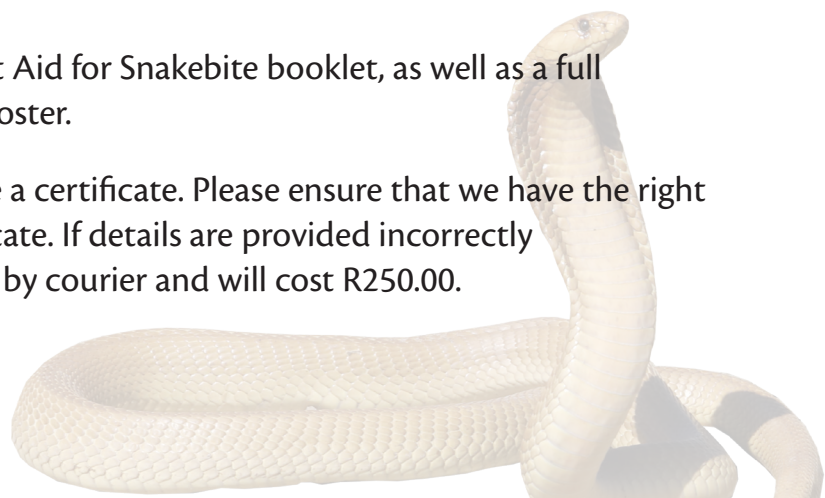 Aid for Snakebite booklet, as well as a full
oster.
a certificate. Please ensure that we have the right
cate. If details are provided incorrectly
by courier and will cost R250.00.